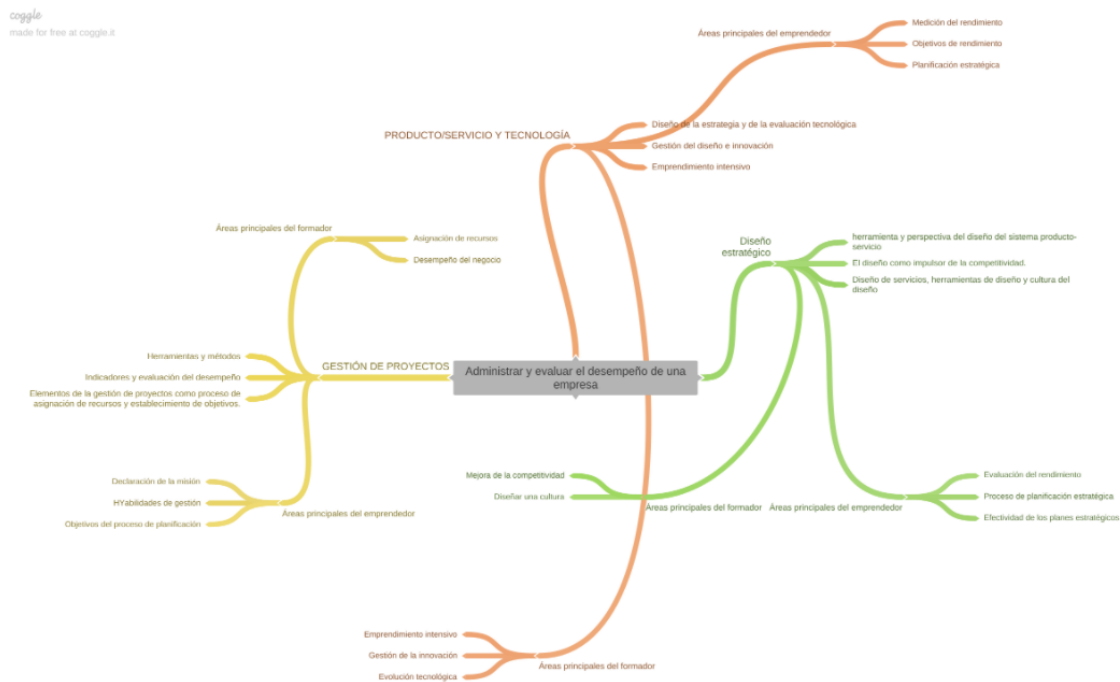 coggle
made for free at coggle.it
Áreas principales del emprendedor
Medición del rendimiento
Objetivos de rendimiento
Planificación estratégica
PRODUCTO/SERVICIO Y TECNOLOGÍA
Diseño de la estrategia y de la evaluación tecnológica
Gestión del diseño e innovación
Emprendimiento intensivo
Áreas principales del formador
Asignación de recursos
Desempeño del negocio
Diseño
estratégico
herramienta y perspectiva del diseño del sistema producto-
servicio
El diseño como impulsor de la competitividad.
Diseño de servicios, herramientas de diseño y cultura del
diseño
Herramientas y métodos
Indicadores y evaluación del desempeño
Elementos de la gestión de proyectos como proceso de
asignación de recursos y establecimiento de objetivos.
GESTIÓN DE PROYECTOS
Administrar y evaluar el desempeño de una
empresa
Declaración de la misión
HYabilidades de gestión
Objetivos del proceso de planificación
Áreas principales del emprendedor
Mejora de la competitividad
Diseñar una cultura
Áreas principales del formador
Áreas principales del emprendedor
Evaluación del rendimiento
Proceso de planificación estratégica
Efectividad de los planes estratégicos
Emprendimiento intensivo
Gestión de la innovación
Evolución tecnológica
Áreas principales del formador